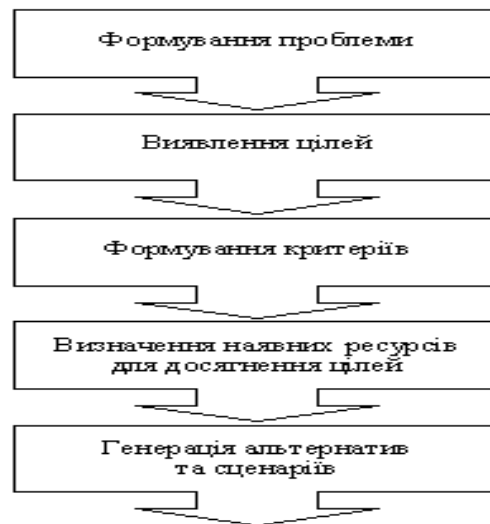 Формування проблеми
Виявлення цілей
Формування критеріїв
Визначення наявних ресурсів
для досягнення цілей
Генерація альтернатив
та сценаріїв